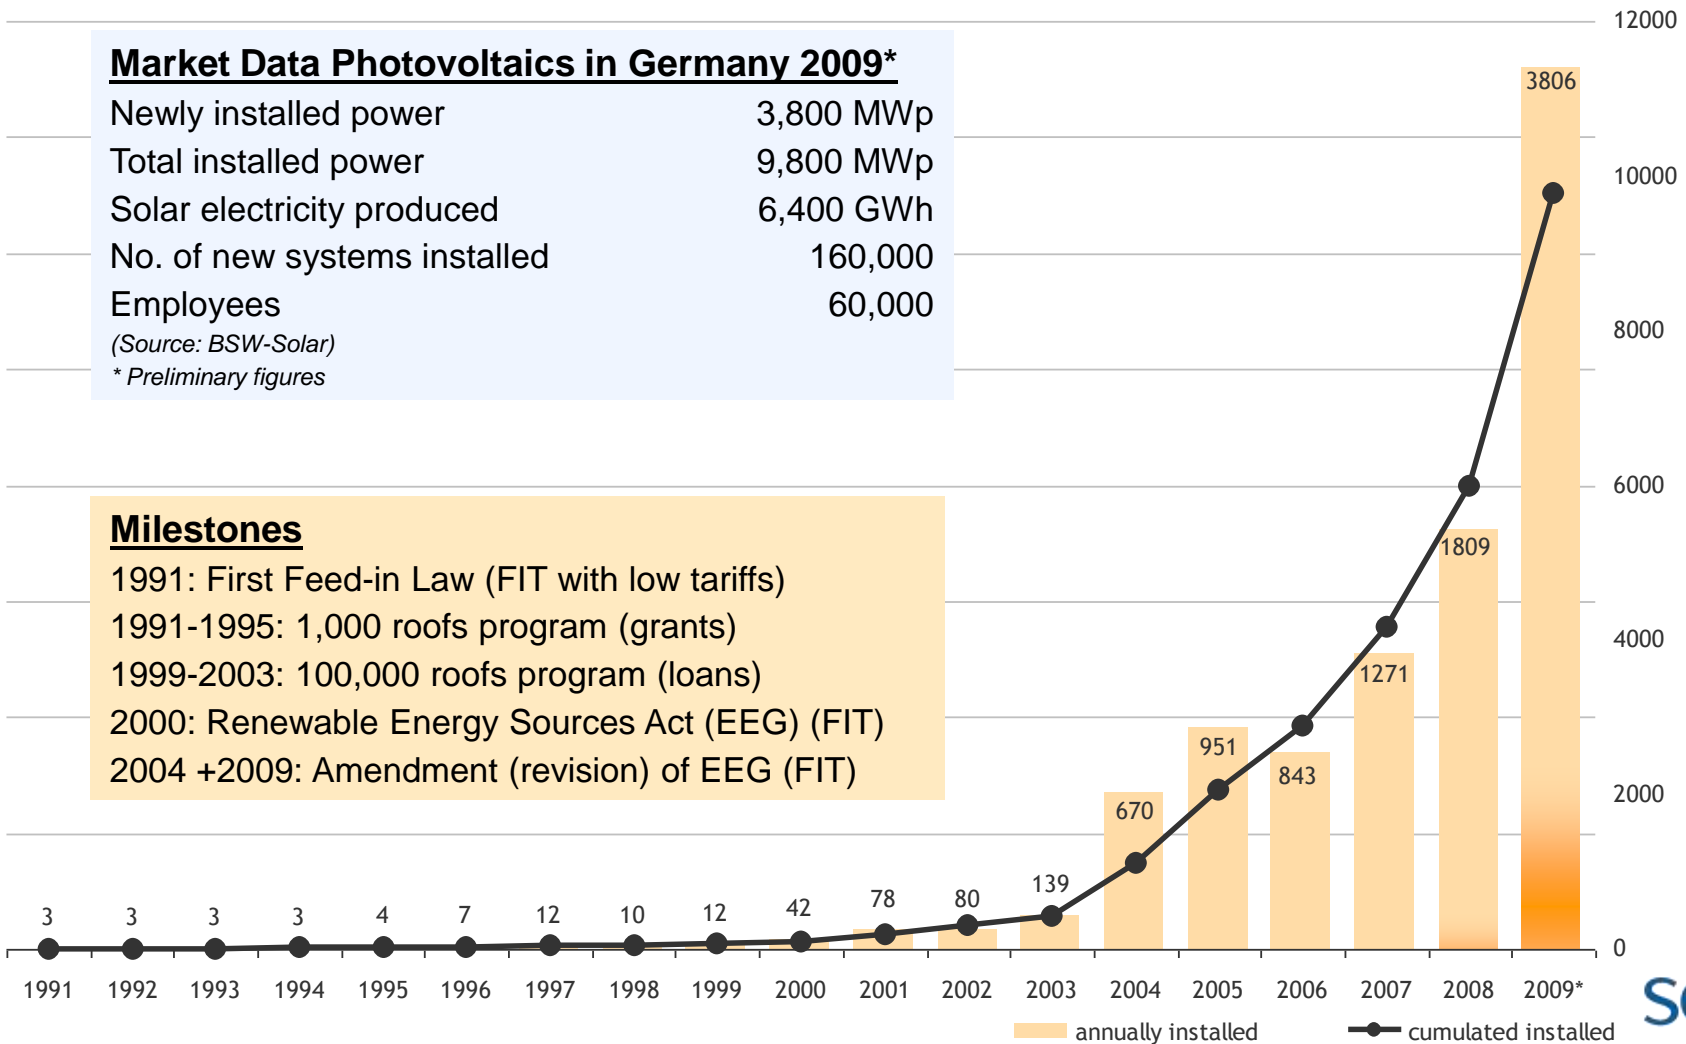 12000
Market Data Photovoltaics in Germany 2009*
Newly installed power 3,800 MWp
Total installed power 9,800 MWp
Solar electricity produced 6,400 GWh
No. of new systems installed 160,000
Employees 60,000
(Source: BSW-Solar)
* Preliminary figures
3806
10000
8000
6000
Milestones
1991: First Feed-in Law (FIT with low tariffs)
1991-1995: 1,000 roofs program (grants)
1999-2003: 100,000 roofs program (loans)
2000: Renewable Energy Sources Act (EEG) (FIT)
2004 +2009: Amendment (revision) of EEG (FIT)
1809
4000
1271
951
843
2000
670
3 3 3 3 4 7 12 10 12 42 78 80 139
0
1991 1992 1993 1994 1995 1996 1997 1998 1999 2000 2001 2002 2003 2004 2005 2006 2007 2008 2009*
annually installed cumulated installed